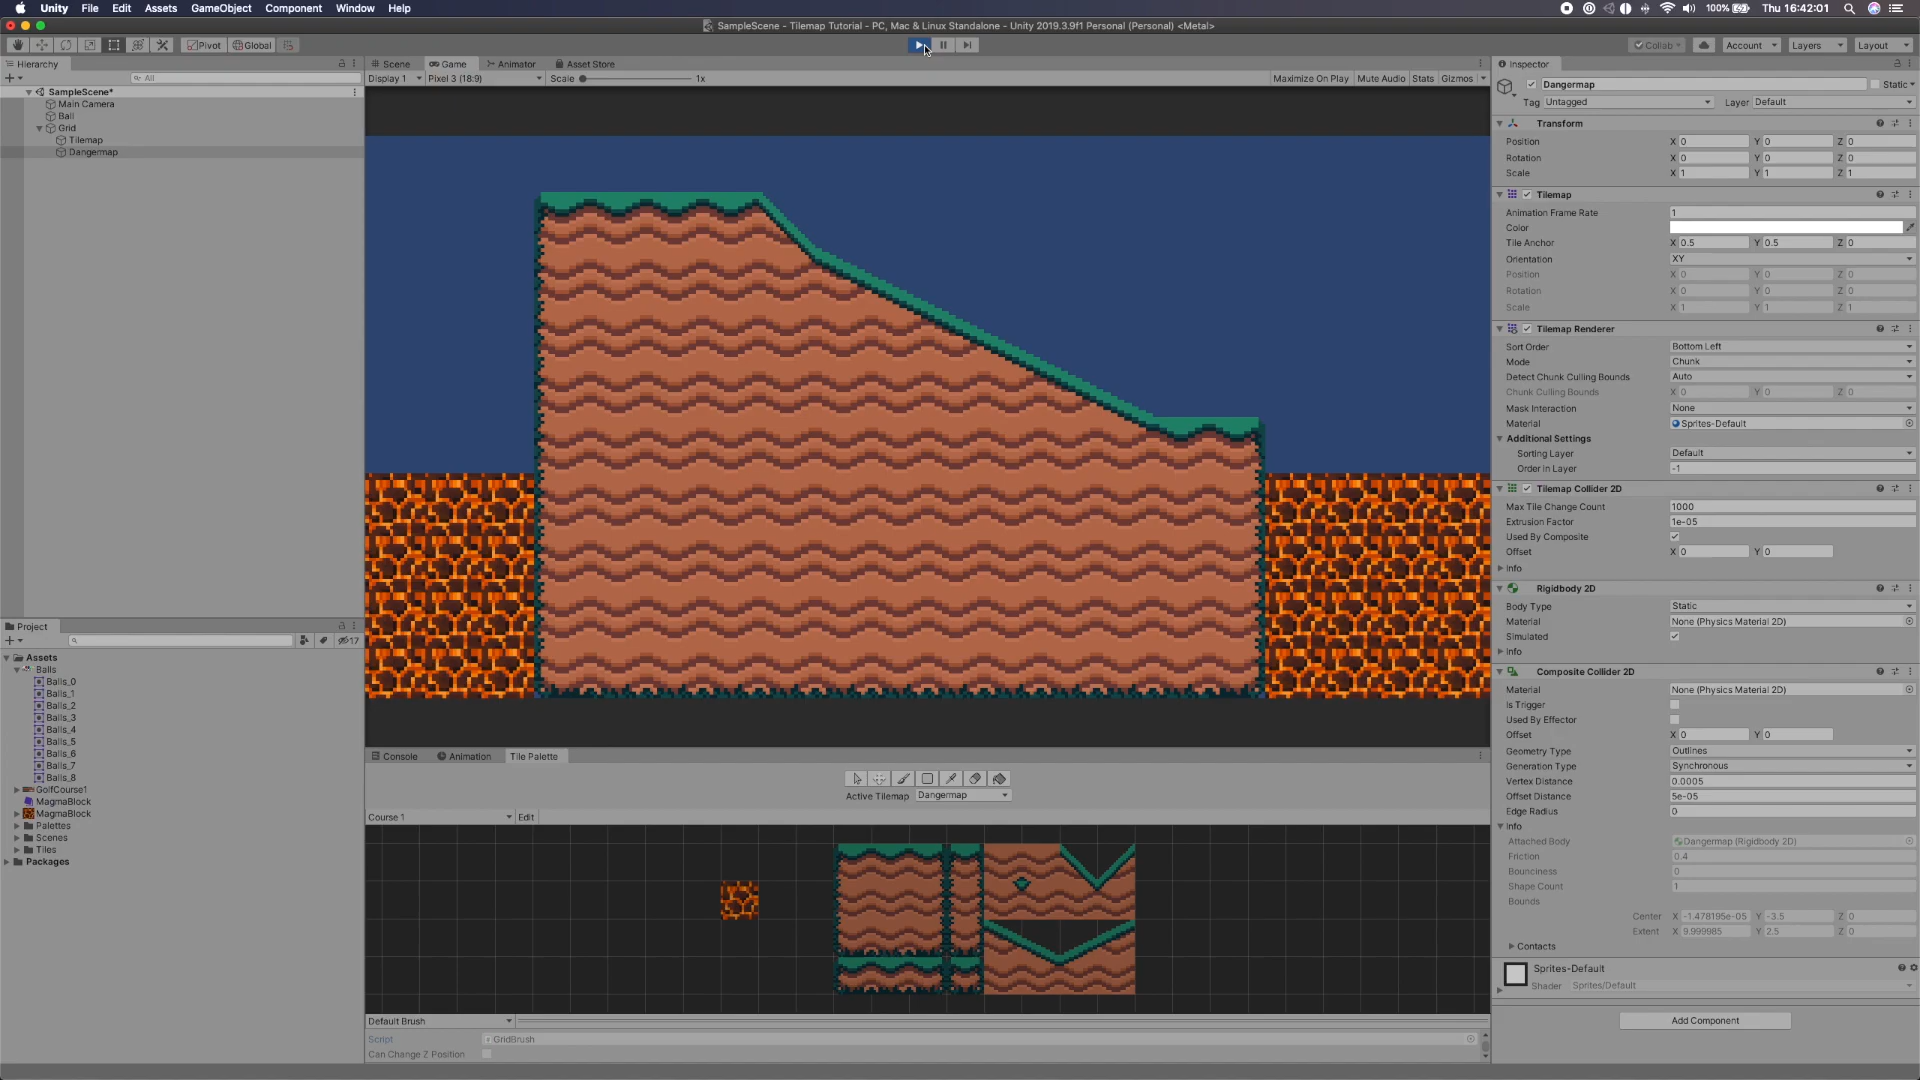 Unity File Edit Assets GameObject Component Window Help 100% Thu 16:42:01
SampleScene - Tilemap Tutorial - PC, Mac & Linux Standalone - Unity 2019.3.9f1 Personal (Personal) <Metal>
Pivot Global Collab Account Layers Layout
Hierarchy
All
SampleScene*
Main Camera
Ball
Grid
Tilemap
Dangermap
Scene Game Animator Asset Store
Display 1 Pixel 3 (18:9) Scale 1x Maximize On Play Mute Audio Stats Gizmos
Project
17
Assets
Balls
Balls_0
Balls_1
Balls_2
Balls_3
Balls_4
Balls_5
Balls_6
Balls_7
Balls_8
GolfCourse1
MagmaBlock
MagmaBlock
Palettes
Scenes
Tiles
Packages
Console Animation Tile Palette
Active Tilemap Dangermap
Course 1 Edit
Default Brush
Script GridBrush
Can Change Z Position
Inspector
Dangermap Static
Tag Untagged Layer Default
Transform
Position X 0 Y 0 Z 0
Rotation X 0 Y 0 Z 0
Scale X 1 Y 1 Z 1
Tilemap
Animation Frame Rate 1
Color
Tile Anchor X 0.5 Y 0.5 Z 0
Orientation XY
Position X 0 Y 0 Z 0
Rotation X 0 Y 0 Z 0
Scale X 1 Y 1 Z 1
Tilemap Renderer
Sort Order Bottom Left
Mode Chunk
Detect Chunk Culling Bounds Auto
Chunk Culling Bounds X 0 Y 0 Z 0
Mask Interaction None
Material Sprites-Default
Additional Settings
Sorting Layer Default
Order in Layer -1
Tilemap Collider 2D
Max Tile Change Count 1000
Extrusion Factor 1e-05
Used By Composite
Offset X 0 Y 0
Info
Rigidbody 2D
Body Type Static
Material None (Physics Material 2D)
Simulated
Info
Composite Collider 2D
Material None (Physics Material 2D)
Is Trigger
Used By Effector
Offset X 0 Y 0
Geometry Type Outlines
Generation Type Synchronous
Vertex Distance 0.0005
Offset Distance 5e-05
Edge Radius 0
Info
Attached Body Dangermap (Rigidbody 2D)
Friction 0.4
Bounciness 0
Shape Count 1
Bounds
Center X -1.478195e-05 Y -3.5 Z 0
Extent X 9.999985 Y 2.5 Z 0
Contacts
Sprites-Default
Shader Sprites/Default
Add Component